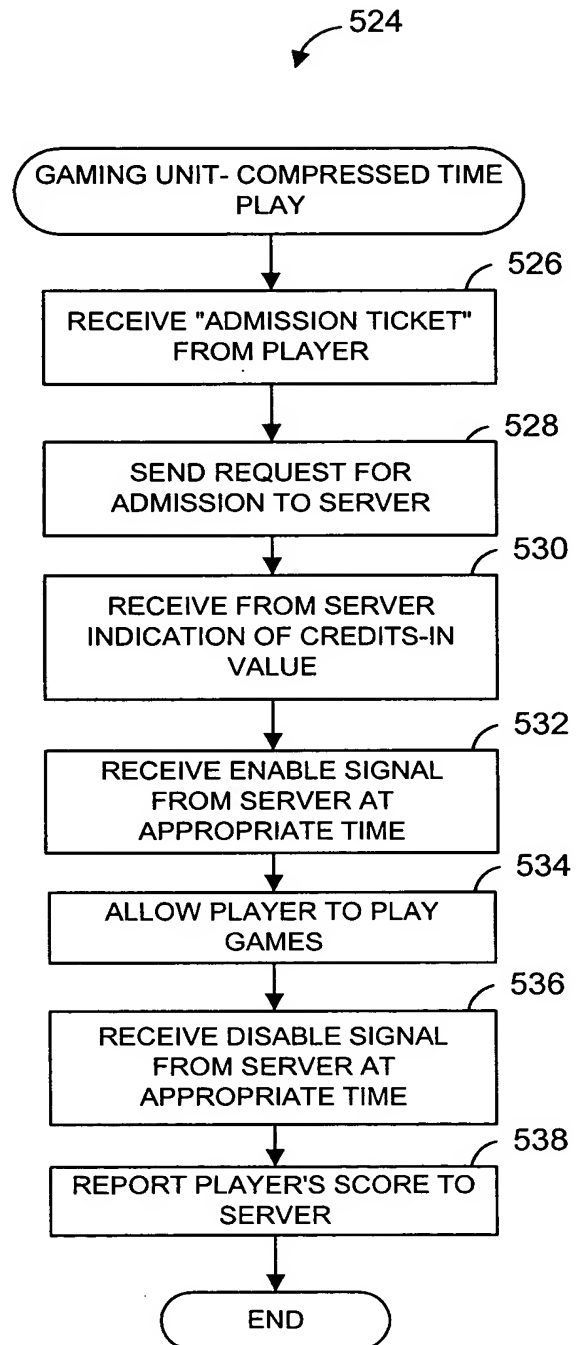 524
GAMING UNIT- COMPRESSED TIME
PLAY
526
RECEIVE "ADMISSION TICKET"
FROM PLAYER
528
SEND REQUEST FOR
ADMISSION TO SERVER
530
RECEIVE FROM SERVER
INDICATION OF CREDITS-IN
VALUE
532
RECEIVE ENABLE SIGNAL
FROM SERVER AT
APPROPRIATE TIME
534
ALLOW PLAYER TO PLAY
GAMES
536
RECEIVE DISABLE SIGNAL
FROM SERVER AT
APPROPRIATE TIME
538
REPORT PLAYER'S SCORE TO
SERVER
END